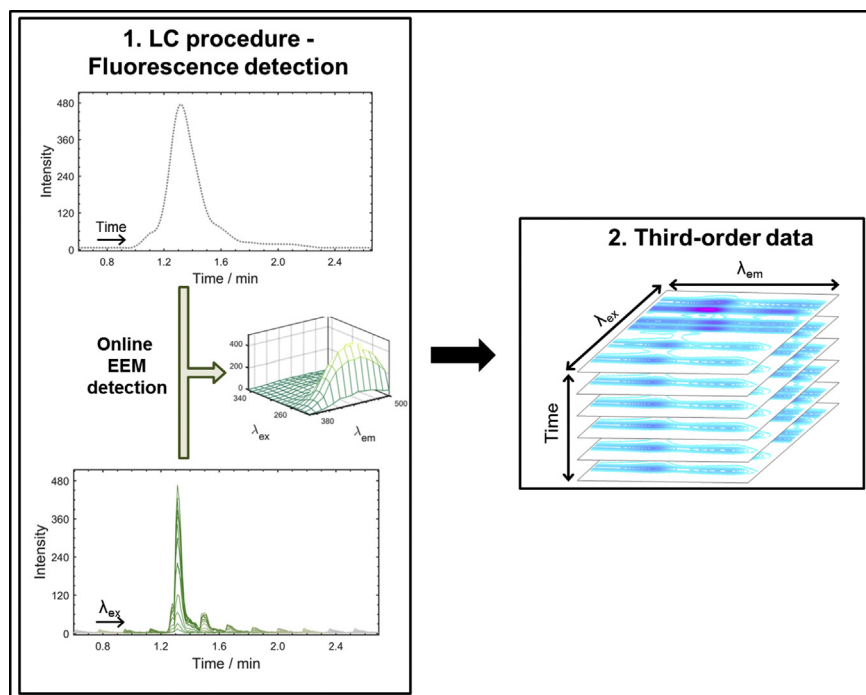 1. LC procedure -
Fluorescence detection
480
360
240
120
0
Intensity
Time
0.8 1.2 1.6 2.0 2.4
Time / min
Online
EEM
detection
400
200
0
340
260
380
500
λex
λem
480
360
240
120
0
Intensity
λex
0.8 1.2 1.6 2.0 2.4
Time / min
2. Third-order data
λem
λex
Time